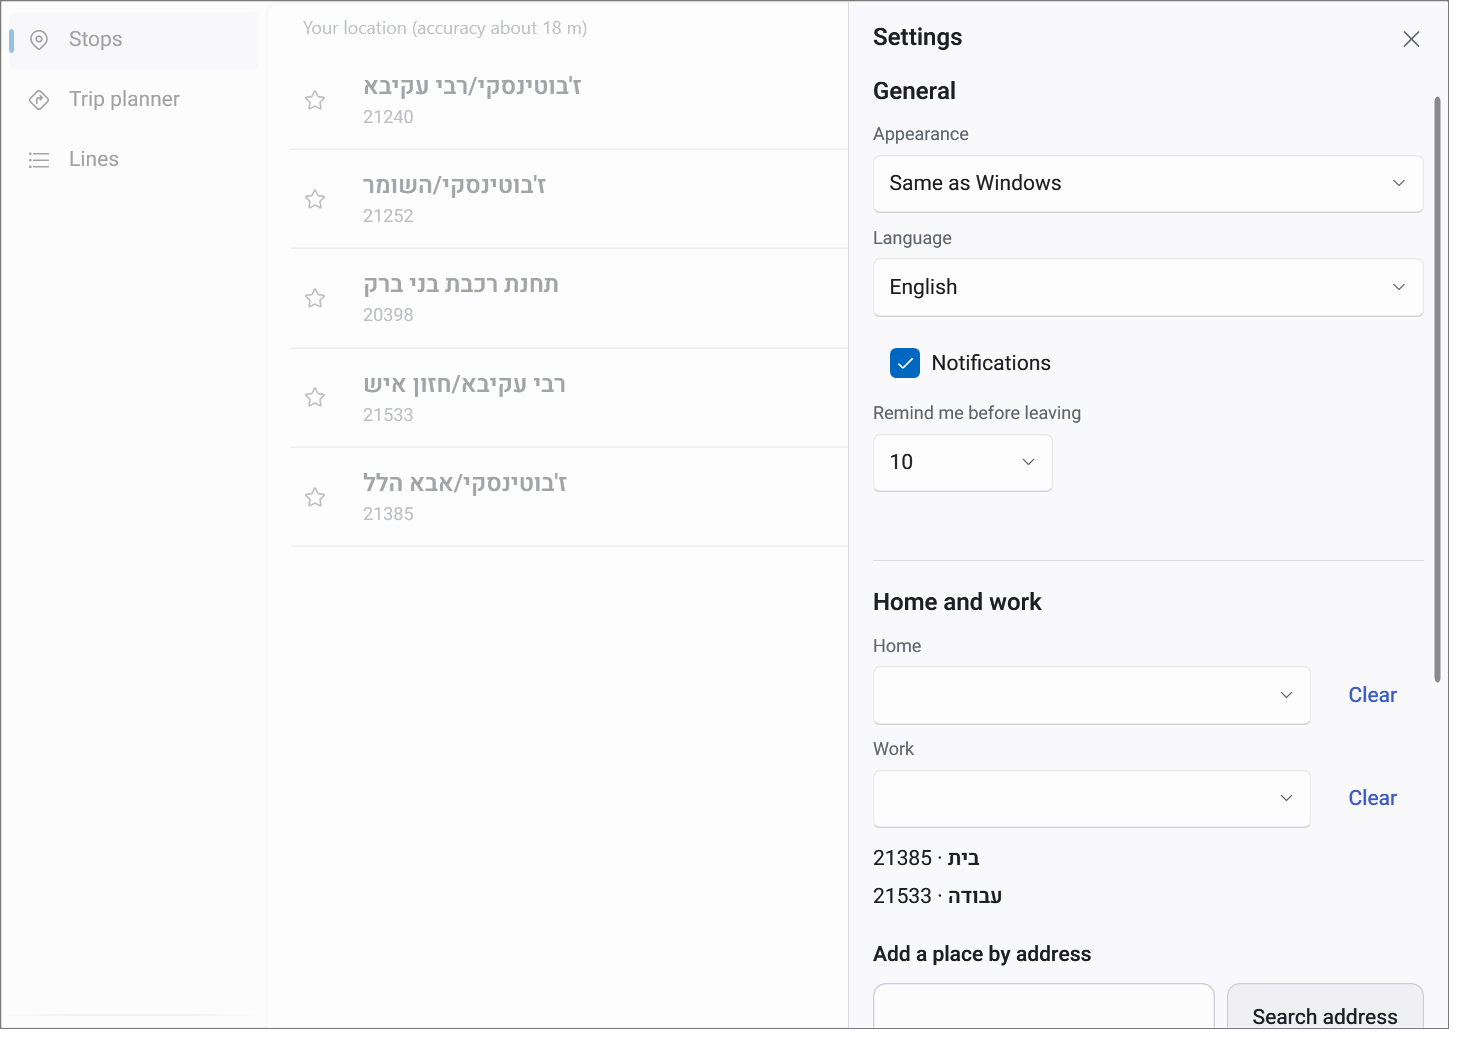 Stops
Trip planner
Lines
Your location (accuracy about 18 m)
ז'בוטינסקי/רבי עקיבא
21240
ז'בוטינסקי/השומר
21252
תחנת רכבת בני ברק
20398
רבי עקיבא/חזון איש
21533
ז'בוטינסקי/אבא הלל
21385
Settings
General
Appearance
Same as Windows
Language
English
Notifications
Remind me before leaving
10
Home and work
Home
Clear
Work
Clear
בית · 21385
עבודה · 21533
Add a place by address
Search address